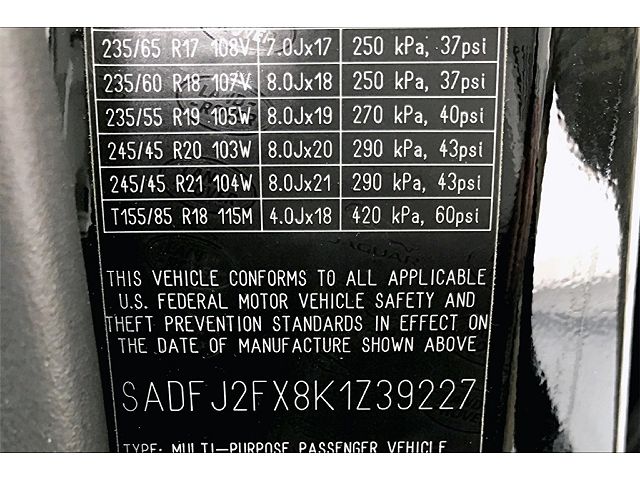 235/65 R17 108V 7.0Jx17 250 kPa, 37psi
235/60 R18 107V 8.0Jx18 250 kPa, 37psi
235/55 R19 105W 8.0Jx19 270 kPa, 40psi
245/45 R20 103W 8.0Jx20 290 kPa, 43psi
245/45 R21 104W 8.0Jx21 290 kPa, 43psi
T155/85 R18 115M 4.0Jx18 420 kPa, 60psi
JAGUAR
THIS VEHICLE CONFORMS TO ALL APPLICABLE
U.S. FEDERAL MOTOR VEHICLE SAFETY AND
THEFT PREVENTION STANDARDS IN EFFECT ON
THE DATE OF MANUFACTURE SHOWN ABOVE
SADFJ2FX8K1Z39227
TYPE: MULTI-PURPOSE PASSENGER VEHICLE